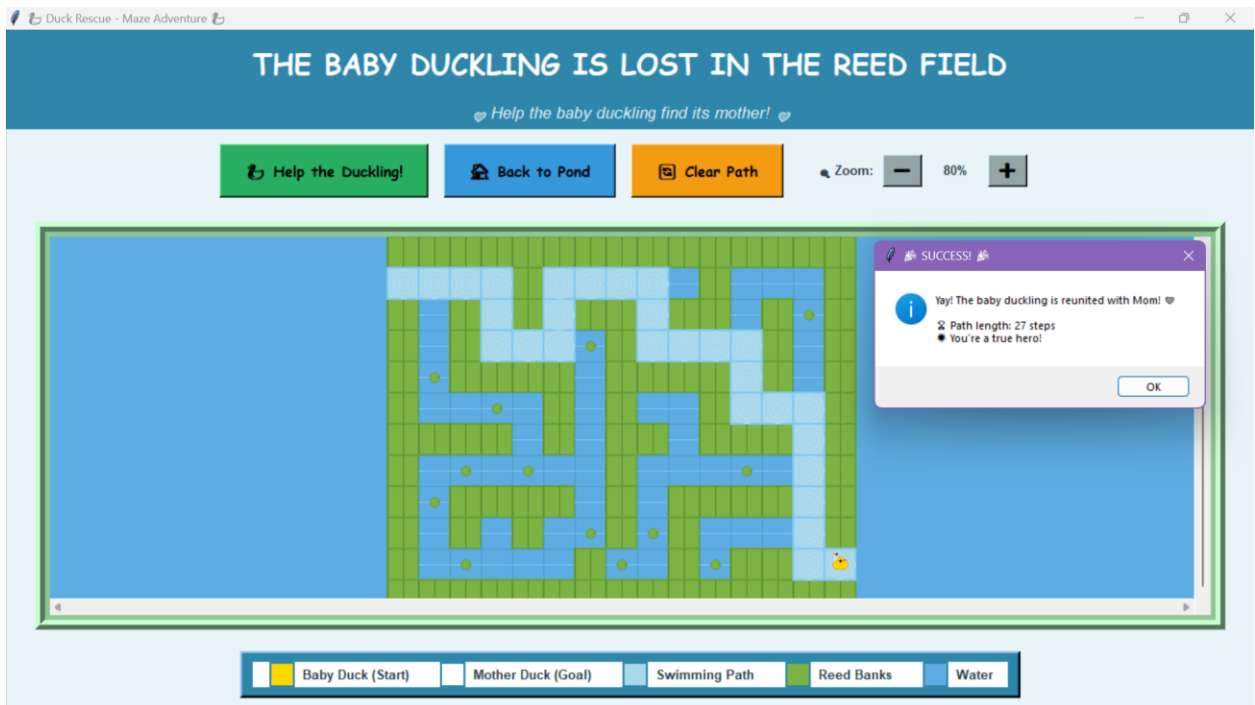 Duck Rescue - Maze Adventure
THE BABY DUCKLING IS LOST IN THE REED FIELD
Help the baby duckling find its mother!
Help the Duckling!
Back to Pond
Clear Path
Zoom:
80%
SUCCESS!
Yay! The baby duckling is reunited with Mom!
Path length: 27 steps
You're a true hero!
OK
Baby Duck (Start)
Mother Duck (Goal)
Swimming Path
Reed Banks
Water